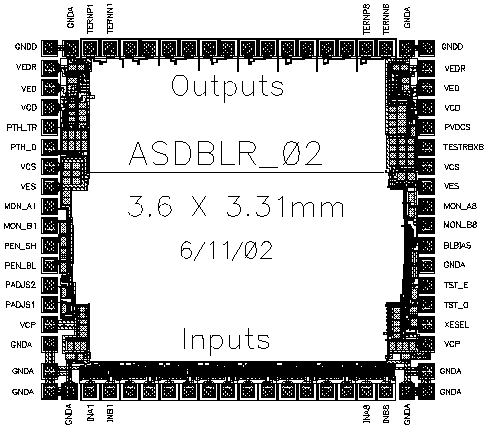 GNDA TERNP1 TERNN1 TERNP8 TERNN8 GNDA
GNDD GNDD
VEDR VEDR
VED VED
VCD VCD
PTH_TR PVDCS
PTH_O TESTRBXB
VCS VCS
VES VES
MON_A1 MON_A8
MON_B1 MON_B8
PEN_SH BLBIAS
PEN_BL GNDA
PADJS2 TST_E
PADJS1 TST_O
VCP XESEL
GNDA VCP
GNDA GNDA
GNDA GNDA
Outputs
ASDBLR_02
3.6 X 3.31mm
6/11/02
Inputs
GNDA INA1 INB1 INA8 INB8 GNDA